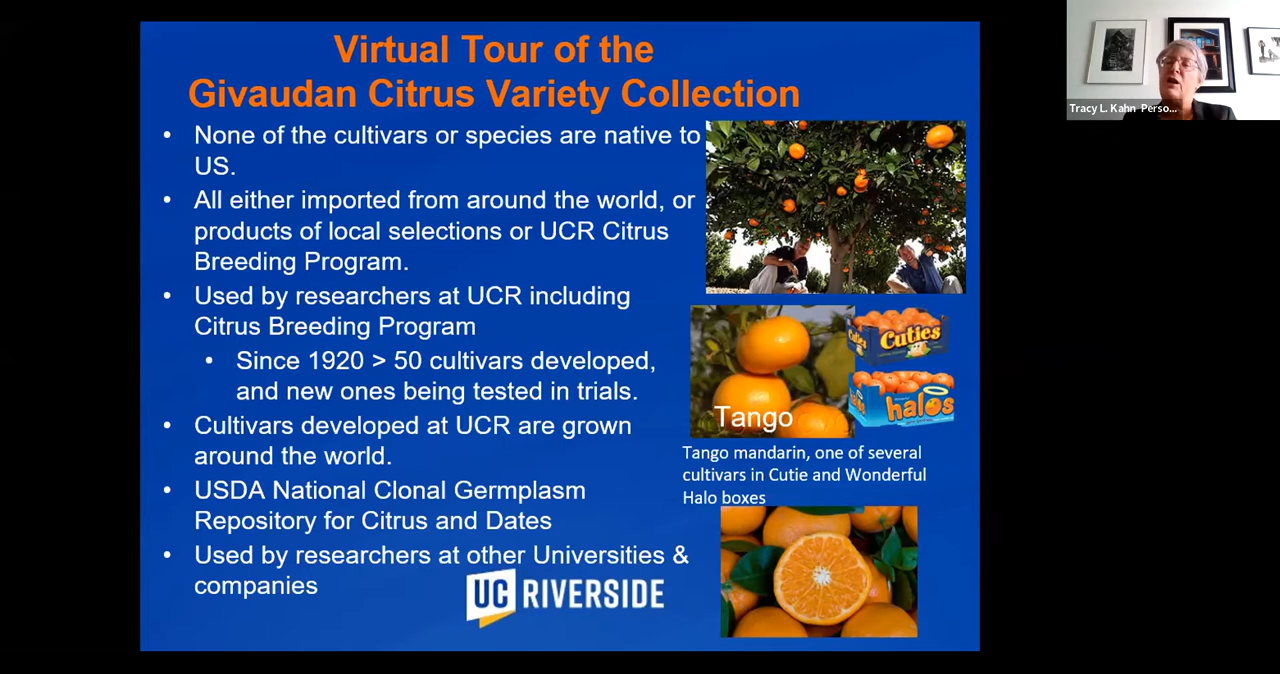 Virtual Tour of the
Givaudan Citrus Variety Collection
• None of the cultivars or species are native to
US.
• All either imported from around the world, or
products of local selections or UCR Citrus
Breeding Program.
• Used by researchers at UCR including
Citrus Breeding Program
• Since 1920 > 50 cultivars developed,
and new ones being tested in trials.
• Cultivars developed at UCR are grown
around the world.
• USDA National Clonal Germplasm
Repository for Citrus and Dates
• Used by researchers at other Universities &
companies
UC RIVERSIDE
Cuties
Cuties
halos
Tango
Tango mandarin, one of several
cultivars in Cutie and Wonderful
Halo boxes
Tracy L. Kahn Perso...